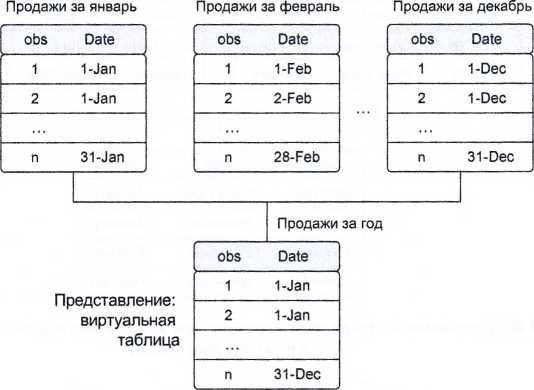 Продажи за январь Продажи за февраль Продажи за декабрь
obs Date obs Date obs Date
1 1-Jan 1 1-Feb 1 1-Dec
2 1-Jan 2 2-Feb 2 1-Dec
... ... ... ...
n 31-Jan n 28-Feb n 31-Dec
Продажи за год
obs Date
1 1-Jan
Представление: 2 1-Jan
виртуальная ...
таблица n 31-Dec